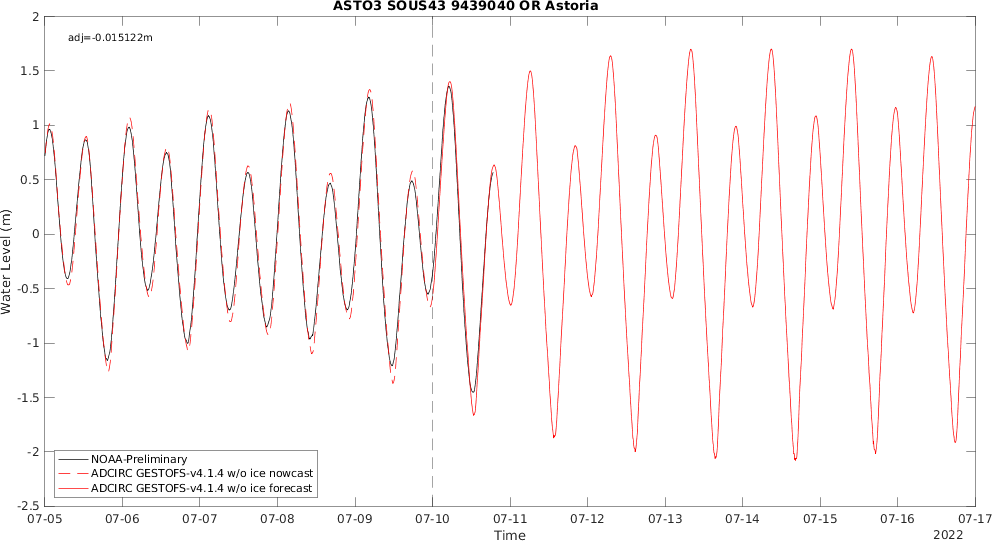 ASTO3 SOUS43 9439040 OR Astoria
adj=-0.015122m
2
1.5
1
0.5
0
-0.5
-1
-1.5
-2
-2.5
Water Level (m)
NOAA-Preliminary
ADCIRC GESTOFS-v4.1.4 w/o ice nowcast
ADCIRC GESTOFS-v4.1.4 w/o ice forecast
07-05 07-06 07-07 07-08 07-09 07-10 07-11 07-12 07-13 07-14 07-15 07-16 07-17
Time
2022